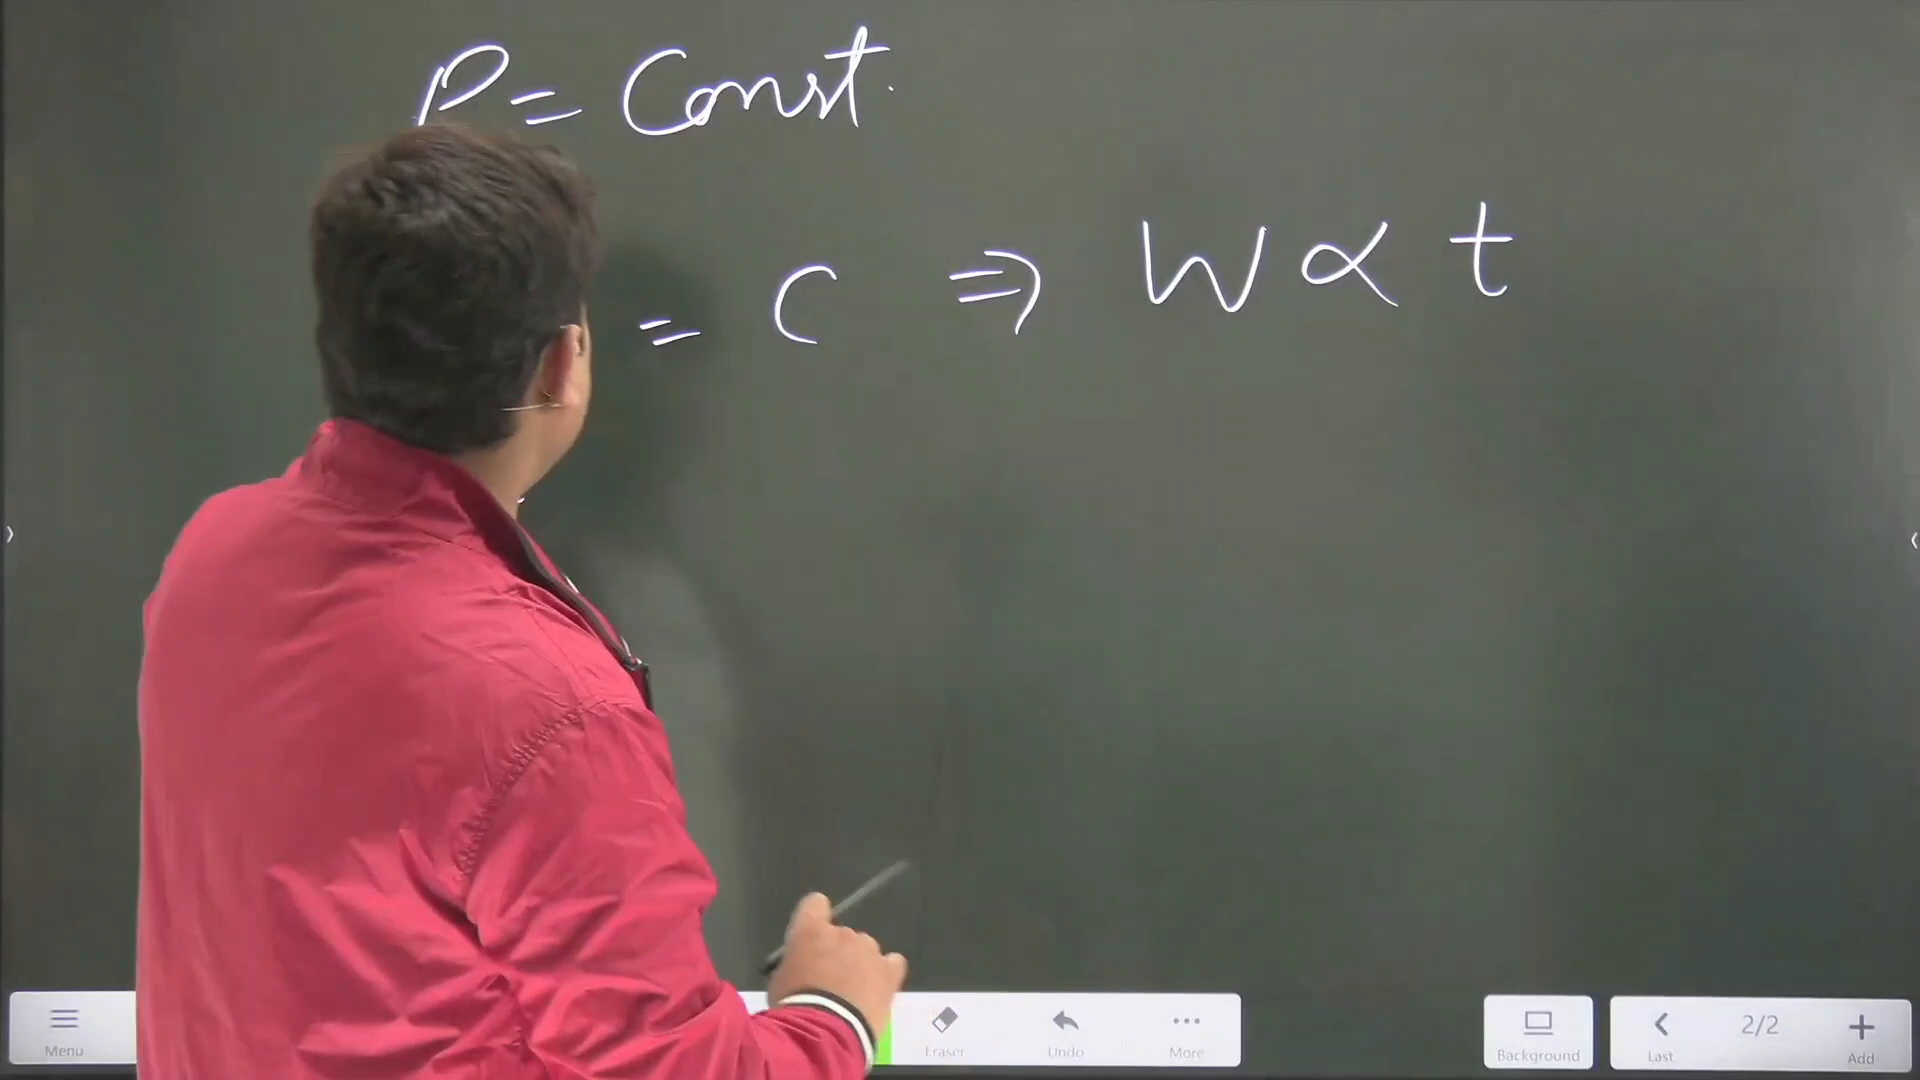 P = Const.
= C ⇒ W ∝ t
Menu
Eraser
Undo
More
Background
Last
2/2
Add